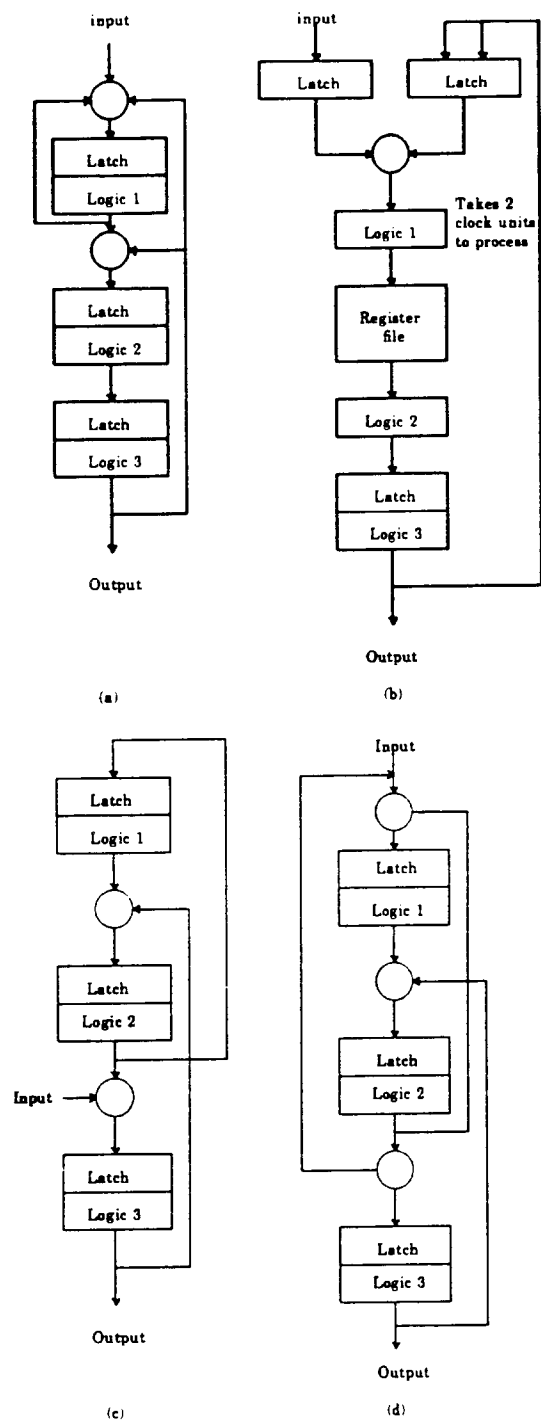 input
Latch
Logic 1
Latch
Logic 2
Latch
Logic 3
Output
(a)
input
Latch
Latch
Logic 1
Takes 2
clock units
to process
Register
file
Logic 2
Latch
Logic 3
Output
(b)
Latch
Logic 1
Latch
Logic 2
Input
Latch
Logic 3
Output
(c)
Input
Latch
Logic 1
Latch
Logic 2
Latch
Logic 3
Output
(d)